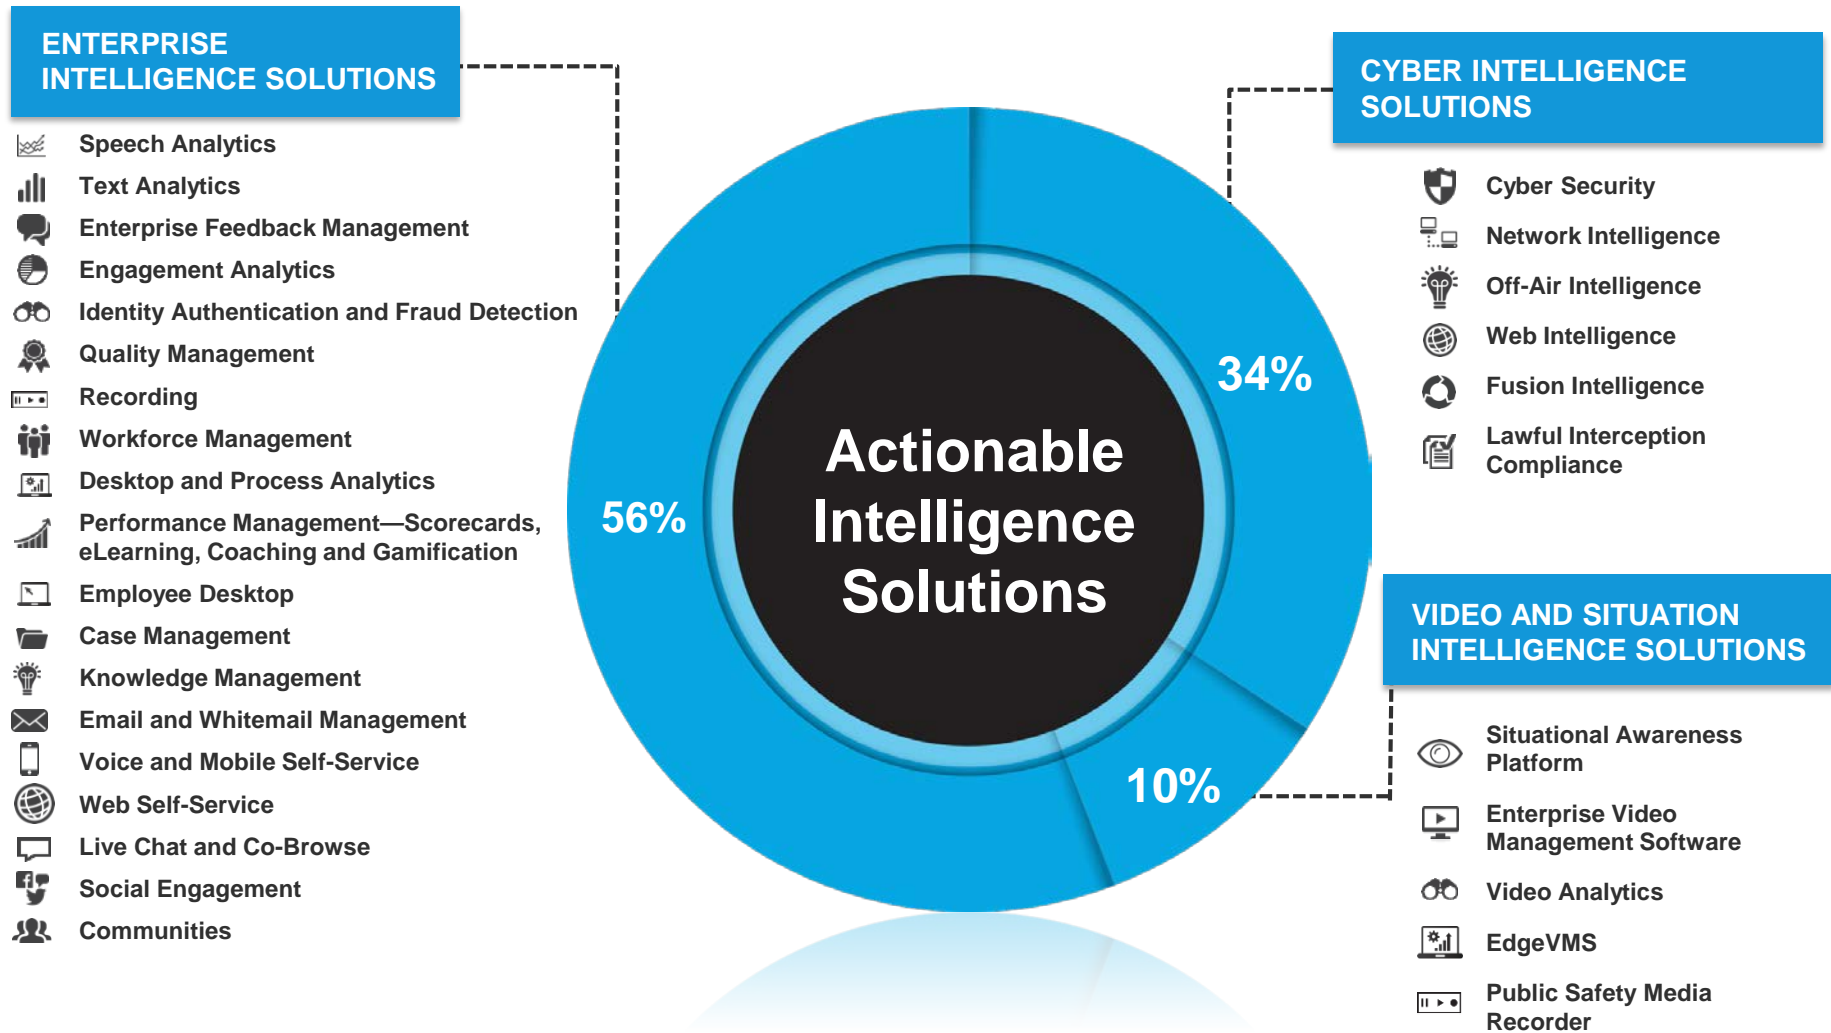 ENTERPRISE
INTELLIGENCE SOLUTIONS
Speech Analytics
Text Analytics
Enterprise Feedback Management
Engagement Analytics
Identity Authentication and Fraud Detection
Quality Management
Recording
Workforce Management
Desktop and Process Analytics
Performance Management—Scorecards,
eLearning, Coaching and Gamification
Employee Desktop
Case Management
Knowledge Management
Email and Whitemail Management
Voice and Mobile Self-Service
Web Self-Service
Live Chat and Co-Browse
Social Engagement
Communities
56%
Actionable
Intelligence
Solutions
34%
10%
CYBER INTELLIGENCE
SOLUTIONS
Cyber Security
Network Intelligence
Off-Air Intelligence
Web Intelligence
Fusion Intelligence
Lawful Interception
Compliance
VIDEO AND SITUATION
INTELLIGENCE SOLUTIONS
Situational Awareness
Platform
Enterprise Video
Management Software
Video Analytics
EdgeVMS
Public Safety Media
Recorder